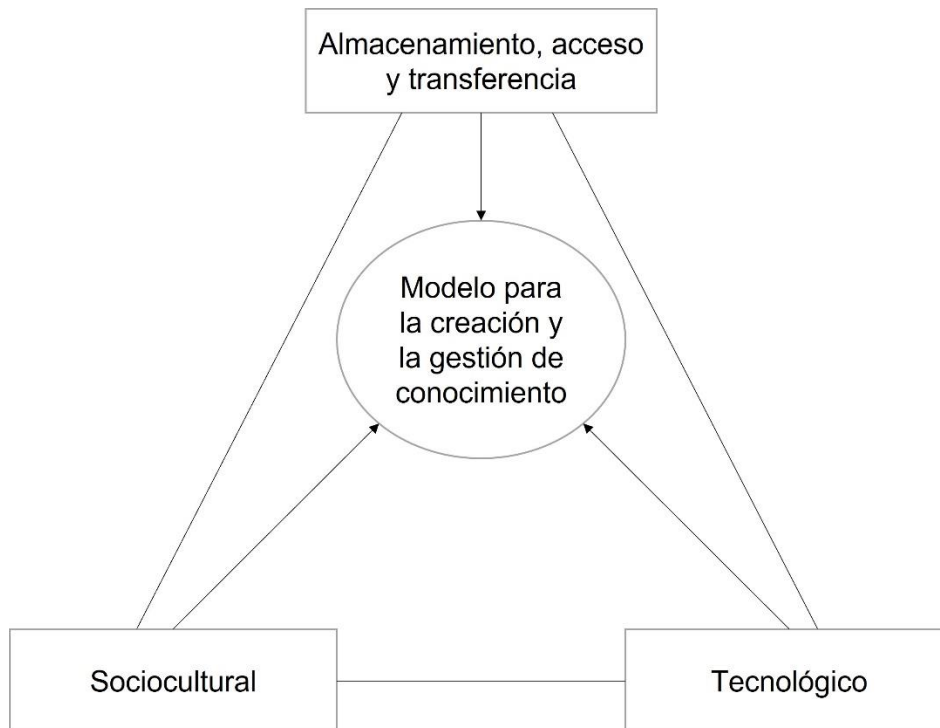 Almacenamiento, acceso
y transferencia
Modelo para
la creación y
la gestión de
conocimiento
Sociocultural
Tecnológico